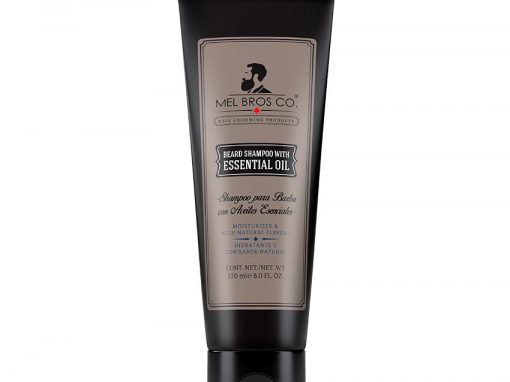 MEL BROS CO.®
HAIR GROOMING PRODUCTS
BEARD SHAMPOO WITH
ESSENTIAL OIL
Shampoo para Barba
con Aceites Esenciales
MOISTURIZER &
WITH NATURAL FLAVOR /
HIDRATANTE Y
CON SABOR NATURAL
CONT. NET./NET. WT.
230 ml e 8.0 FL. OZ.